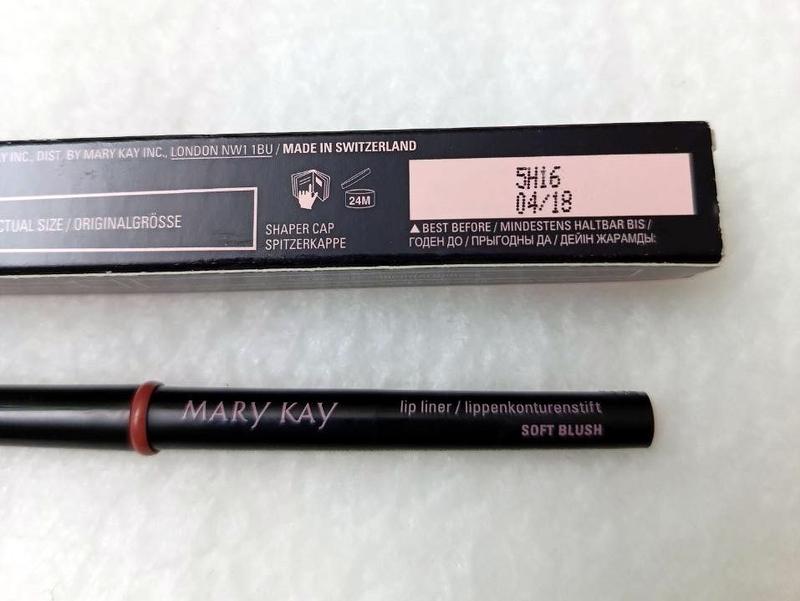 Y INC. DIST. BY MARY KAY INC., LONDON NW1 1BU / MADE IN SWITZERLAND
5H16
04/18
24M
CTUAL SIZE / ORIGINALGRÖSSE
SHAPER CAP
SPITZERKAPPE
▲ BEST BEFORE / MINDESTENS HALTBAR BIS /
ГОДЕН ДО / ПРЫГОДНЫ ДА / ДЕЙІН ЖАРАМДЫ:
MARY KAY
lip liner / lippenkonturenstift
SOFT BLUSH